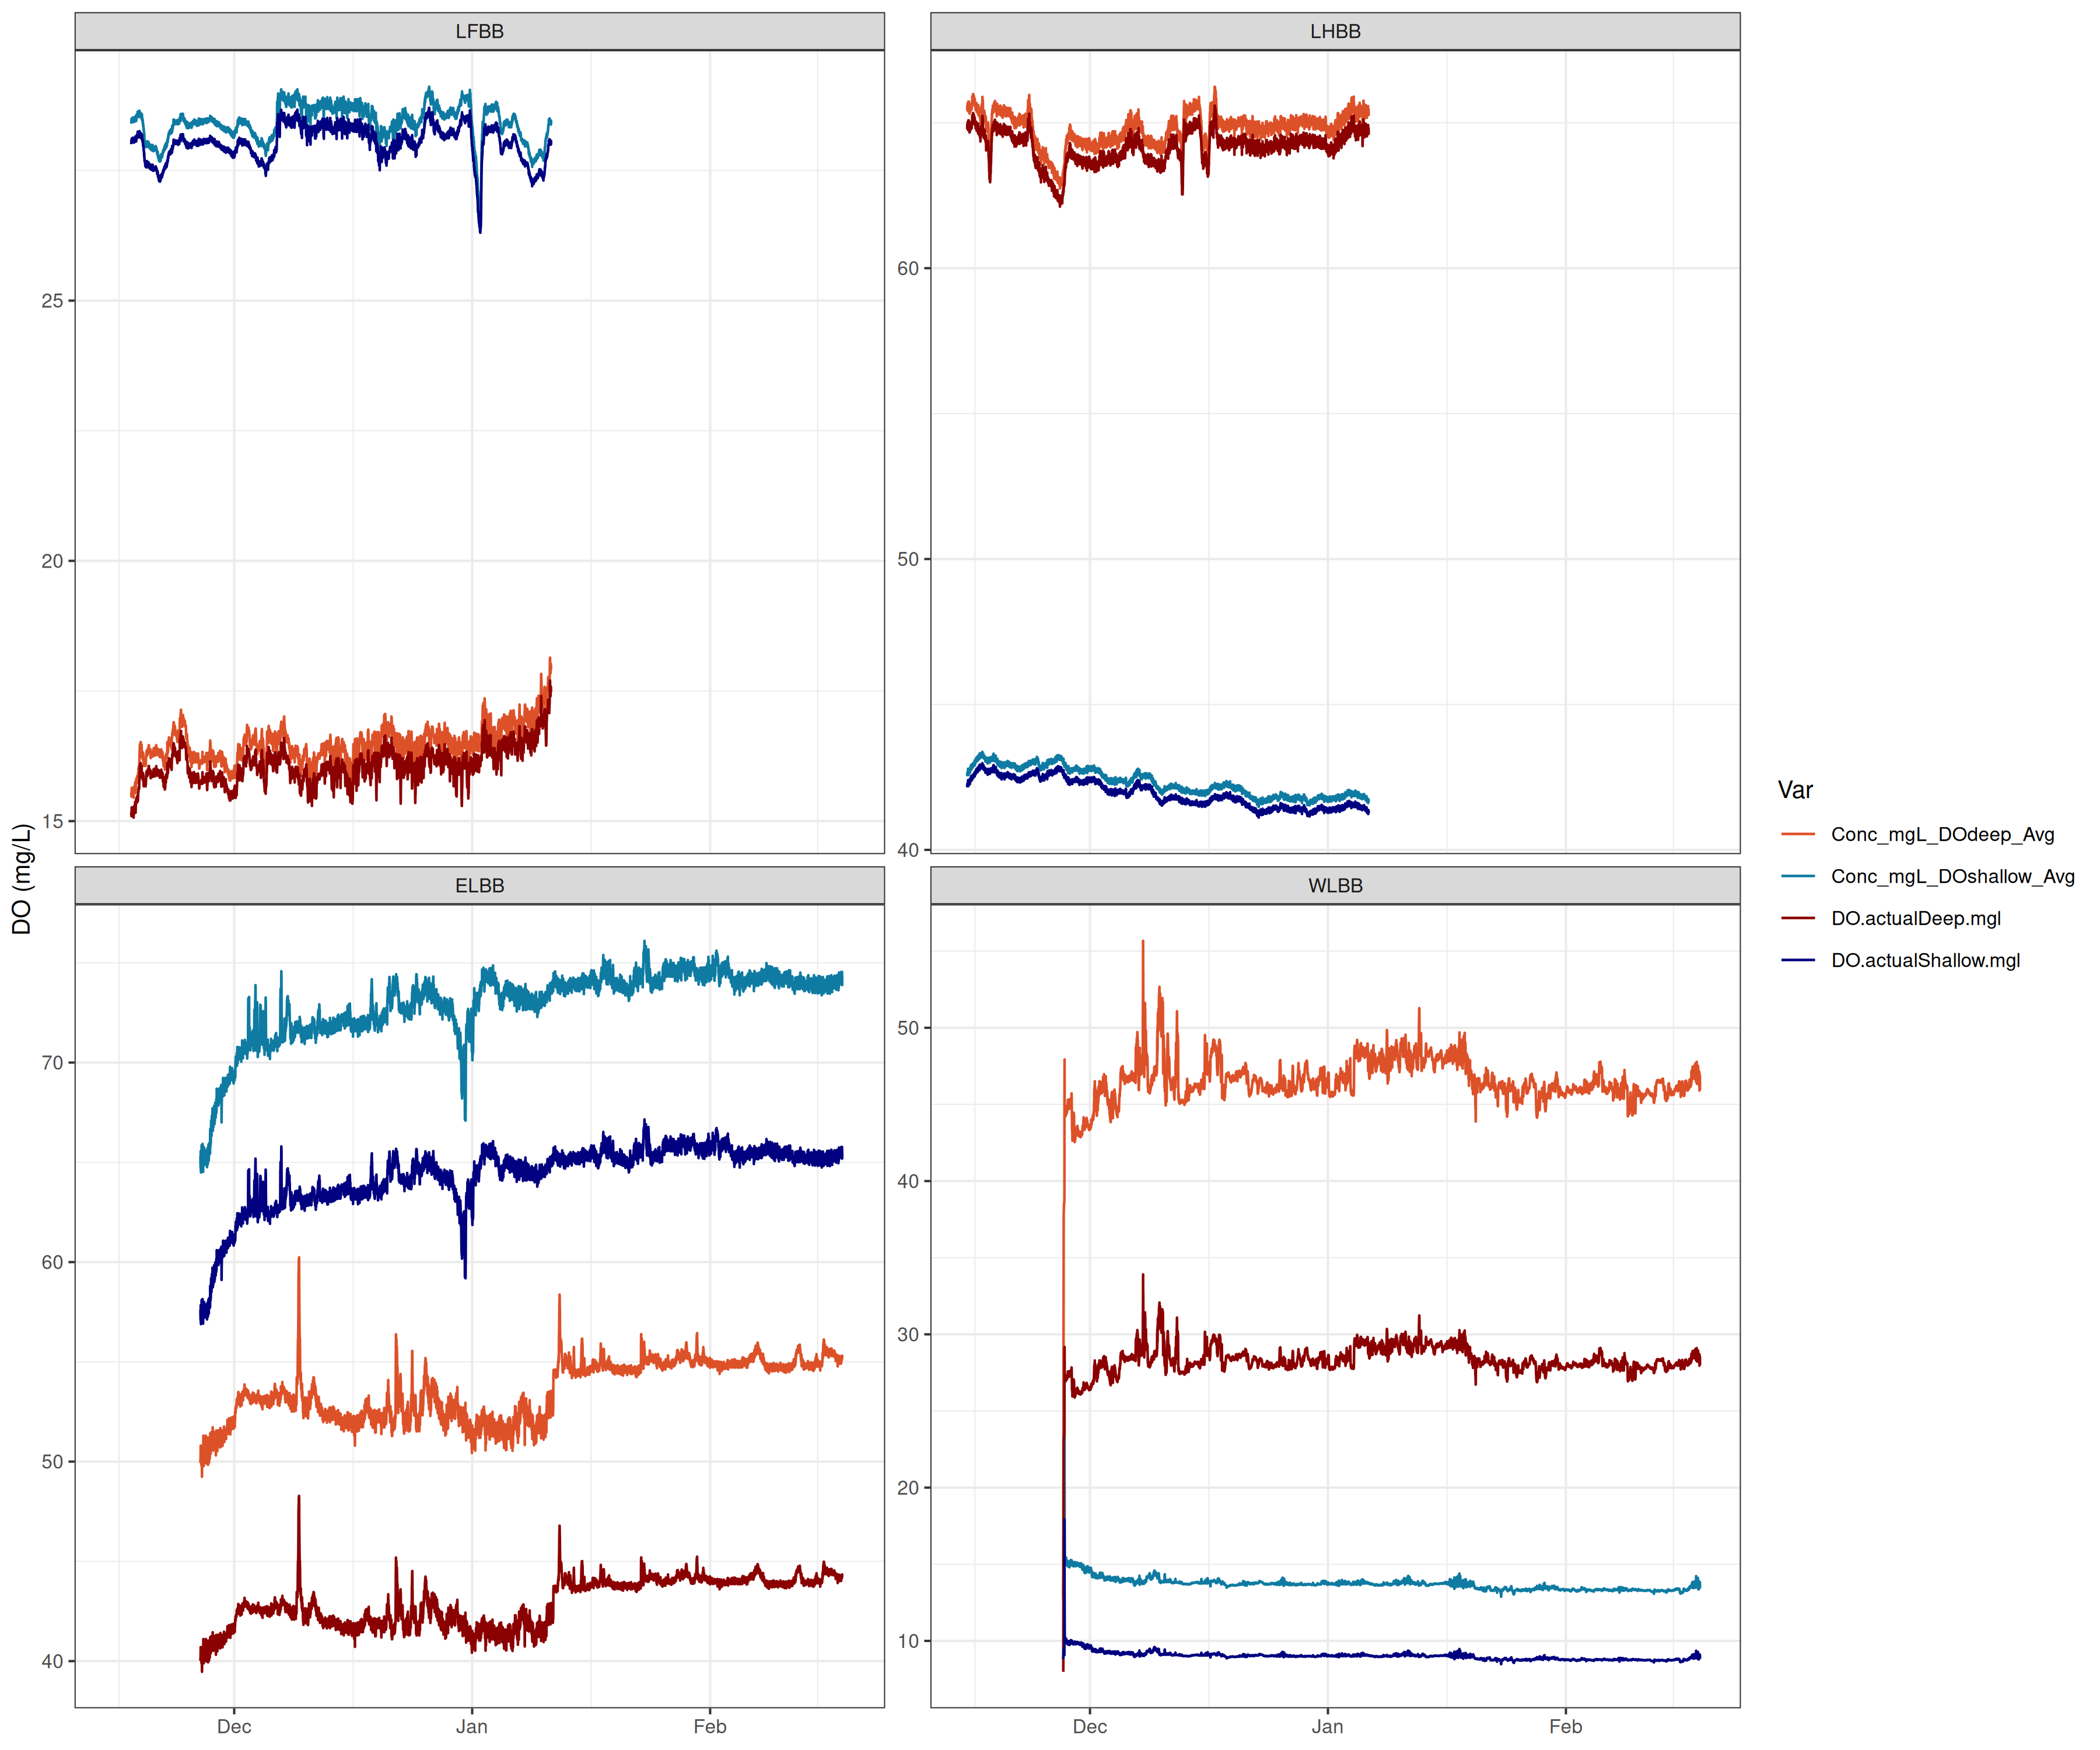 LFBB
LHBB
25
20
15
60
50
40
ELBB
WLBB
70
60
50
40
50
40
30
20
10
Dec
Jan
Feb
Dec
Jan
Feb
DO (mg/L)
Var
Conc_mgL_DOdeep_Avg
Conc_mgL_DOshallow_Avg
DO.actualDeep.mgl
DO.actualShallow.mgl